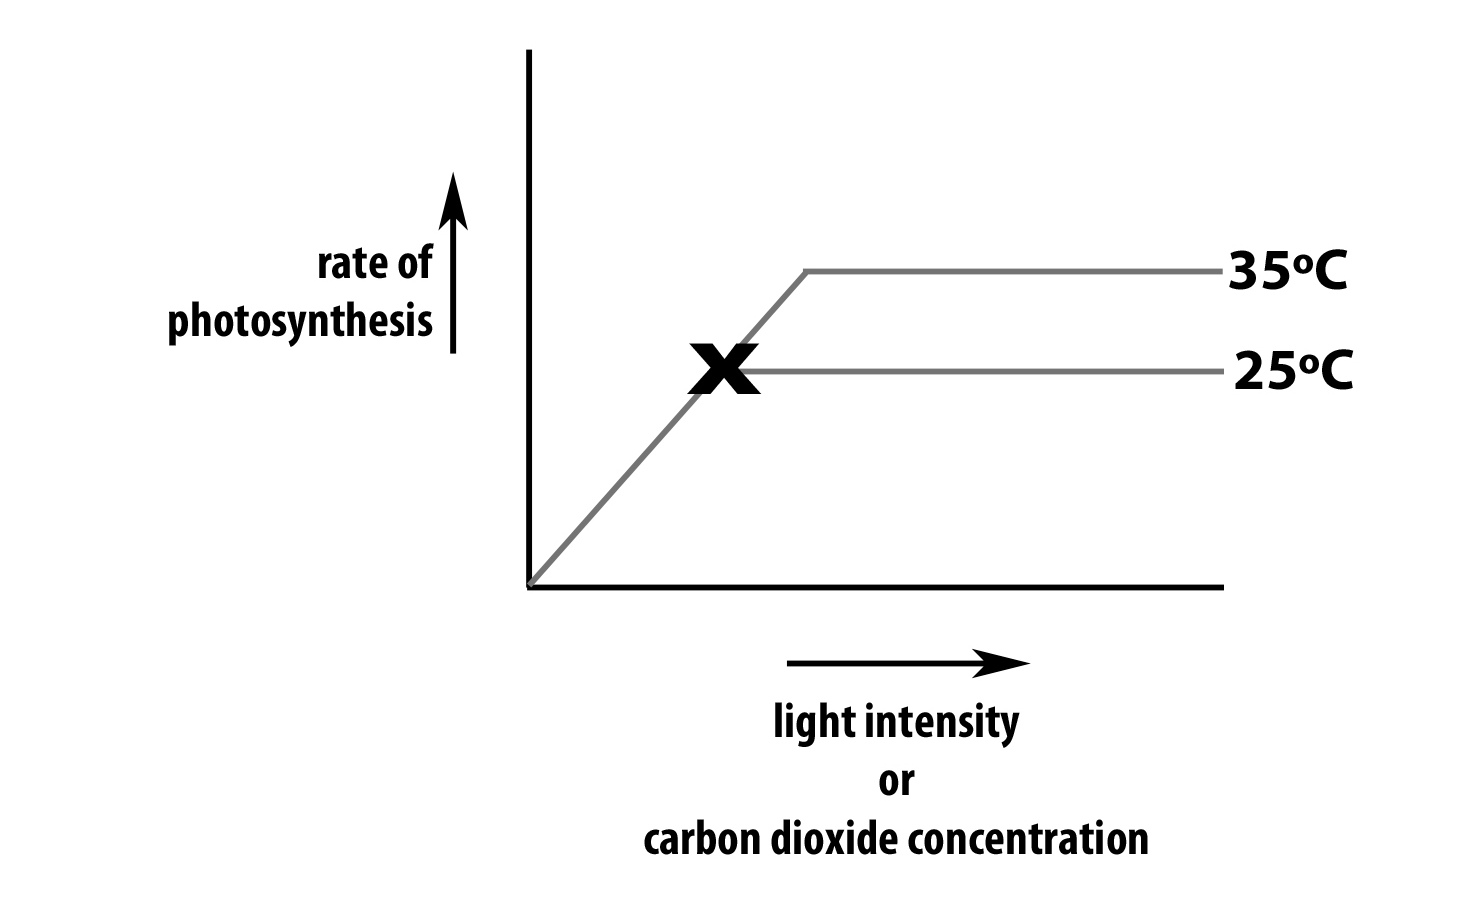 rate of
photosynthesis
35ºC
X
25ºC
light intensity
or
carbon dioxide concentration